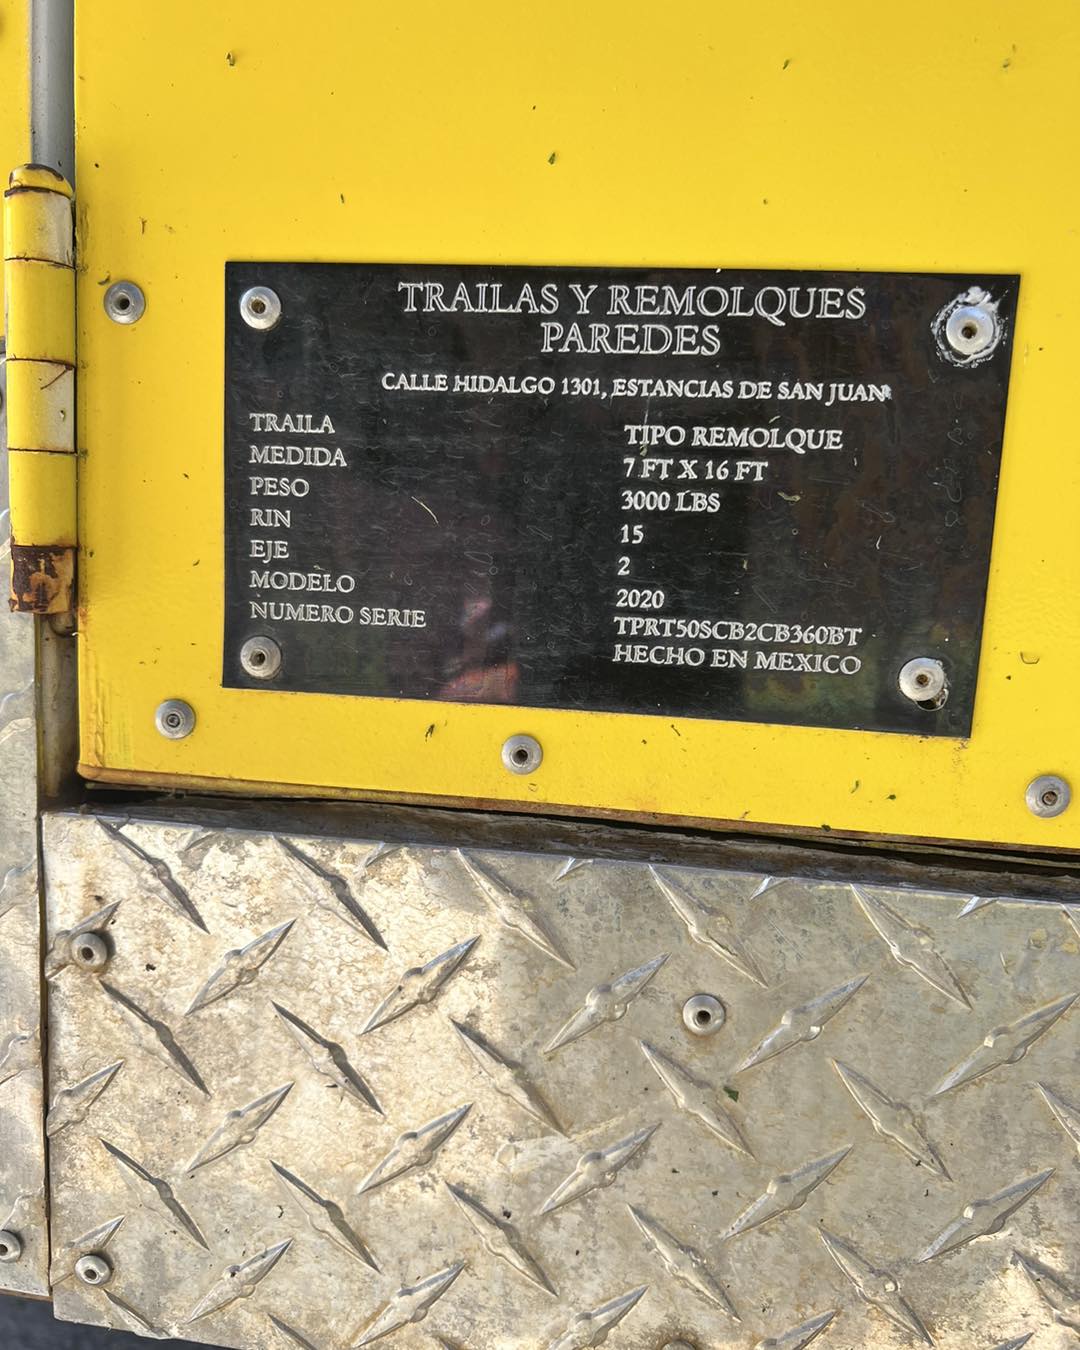 TRAILAS Y REMOLQUES
PAREDES
CALLE HIDALGO 1301, ESTANCIAS DE SAN JUAN
TRAILA TIPO REMOLQUE
MEDIDA 7 FT X 16 FT
PESO 3000 LBS
RIN 15
EJE 2
MODELO 2020
NUMERO SERIE TPRT50SCB2CB360BT
HECHO EN MEXICO